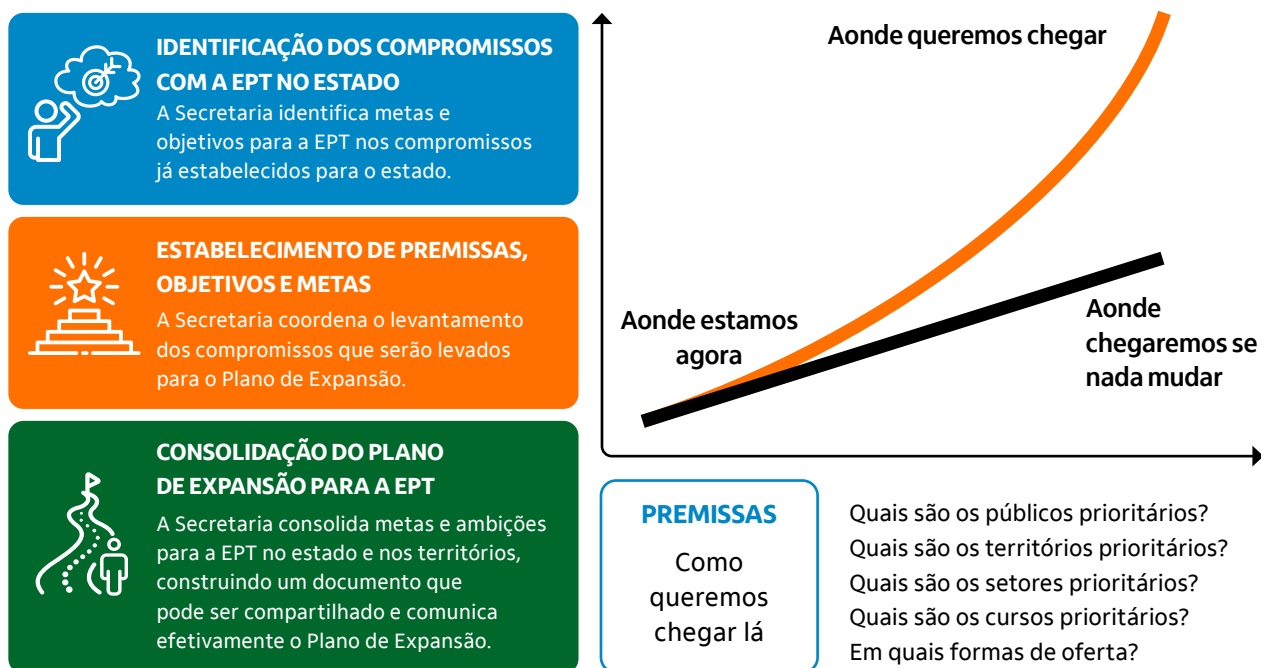 IDENTIFICAÇÃO DOS COMPROMISSOS
COM A EPT NO ESTADO
A Secretaria identifica metas e
objetivos para a EPT nos compromissos
já estabelecidos para o estado.
ESTABELECIMENTO DE PREMISSAS,
OBJETIVOS E METAS
A Secretaria coordena o levantamento
dos compromissos que serão levados
para o Plano de Expansão.
CONSOLIDAÇÃO DO PLANO
DE EXPANSÃO PARA A EPT
A Secretaria consolida metas e ambições
para a EPT no estado e nos territórios,
construindo um documento que
pode ser compartilhado e comunica
efetivamente o Plano de Expansão.
Aonde queremos chegar
Aonde estamos
agora
Aonde
chegaremos se
nada mudar
PREMISSAS
Como
queremos
chegar lá
Quais são os públicos prioritários?
Quais são os territórios prioritários?
Quais são os setores prioritários?
Quais são os cursos prioritários?
Em quais formas de oferta?